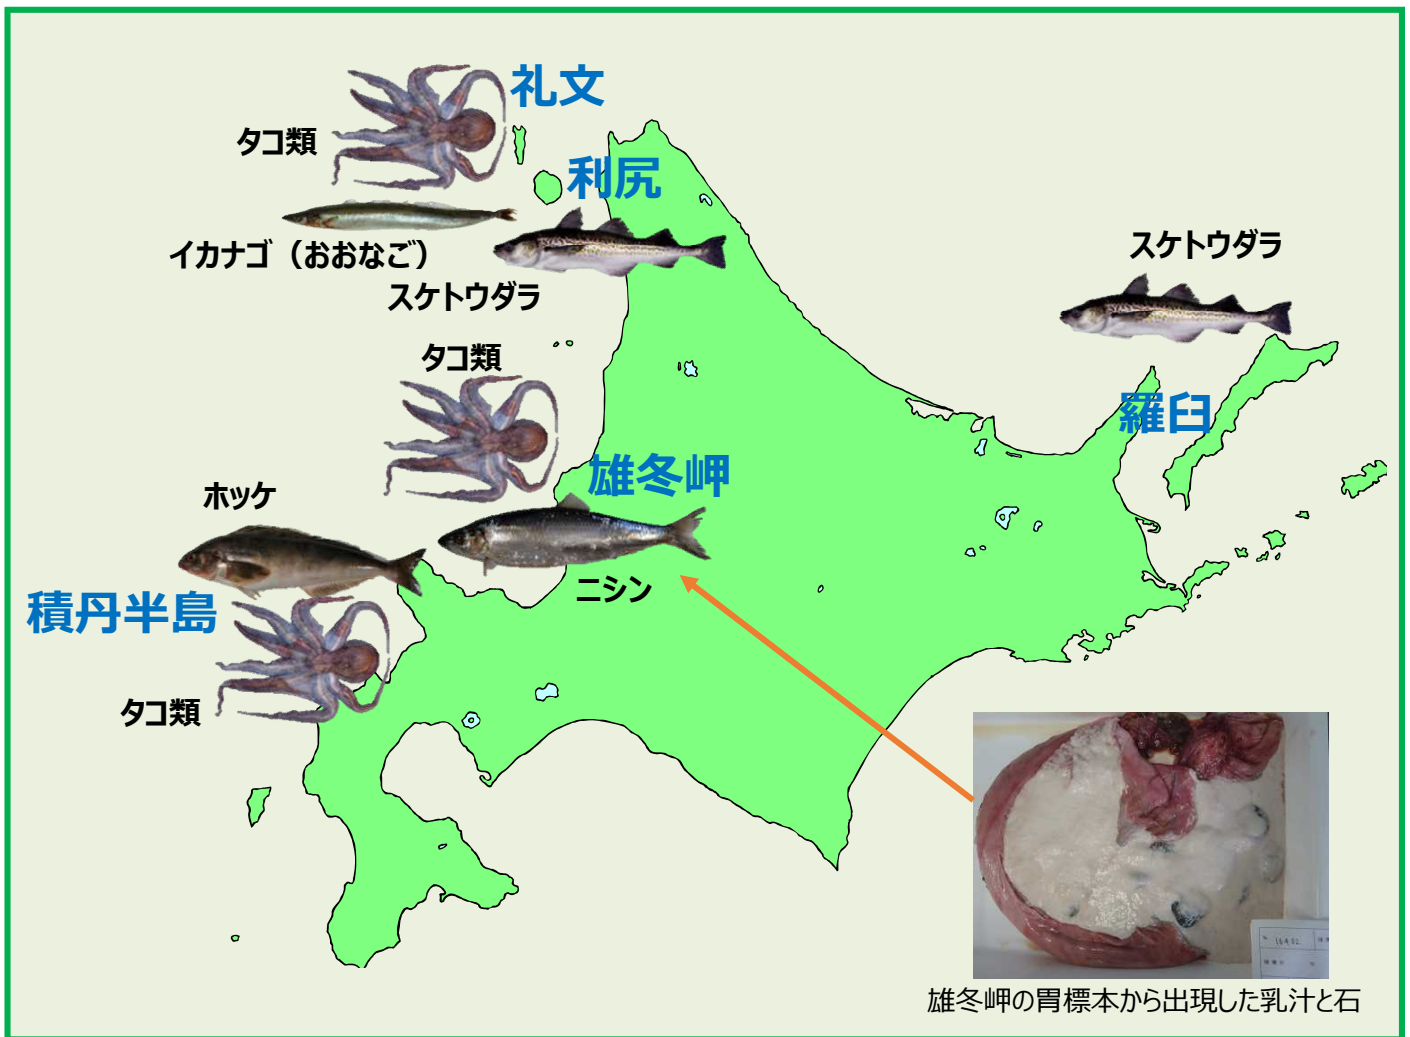 礼文
タコ類
利尻
イカナゴ（おおなご）
スケトウダラ
スケトウダラ
羅臼
タコ類
雄冬岬
ニシン
ホッケ
積丹半島
タコ類
雄冬岬の胃標本から出現した乳汁と石